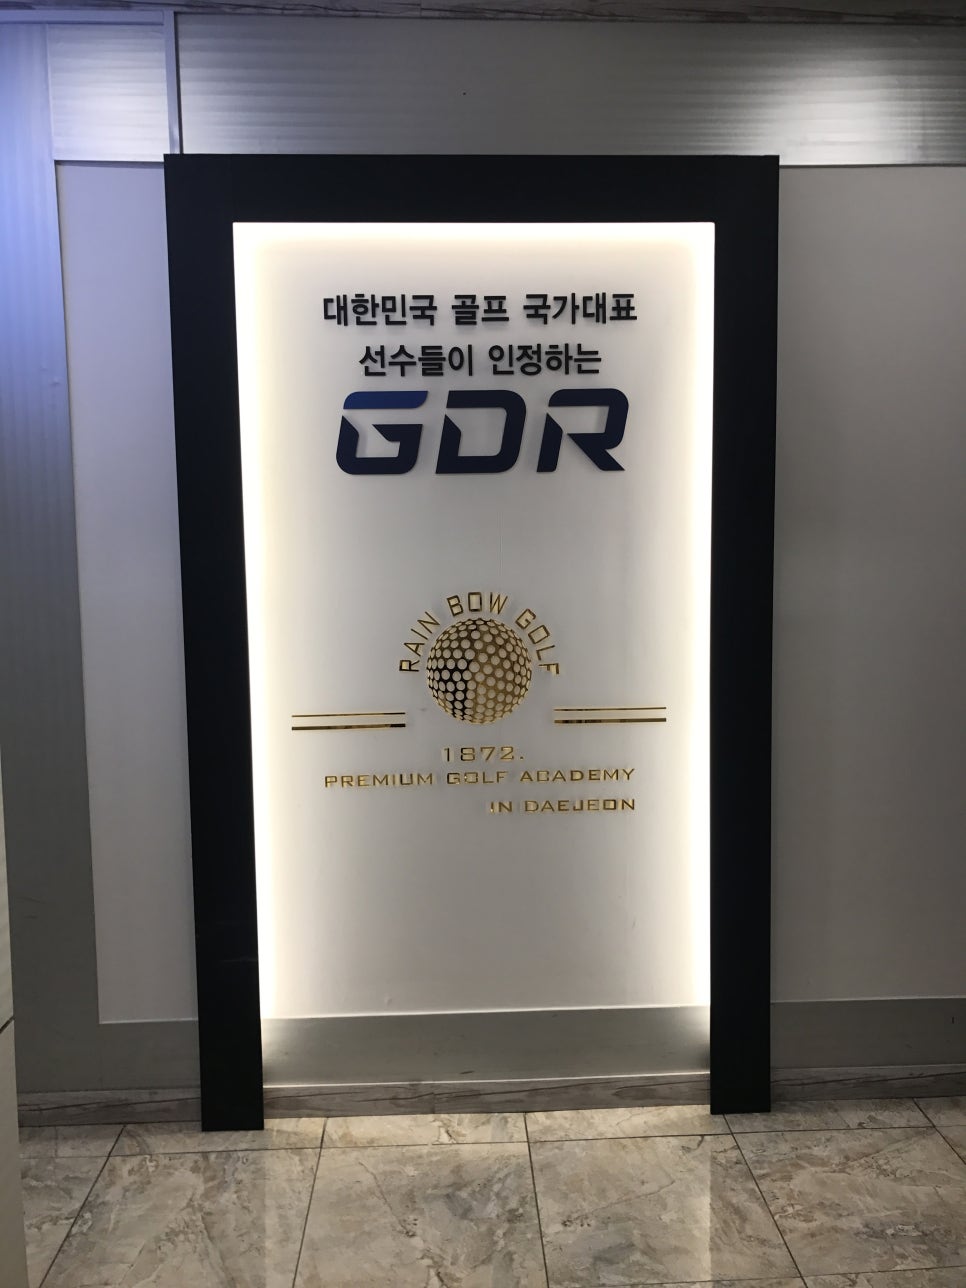 대한민국 골프 국가대표
선수들이 인정하는
GDR
RAIN BOW GOLF
1872.
PREMIUM GOLF ACADEMY
IN DAEJEON